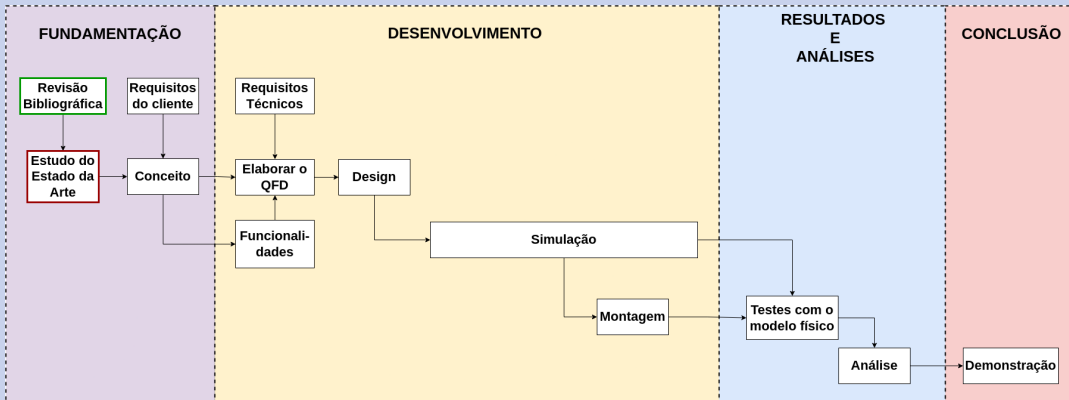 FUNDAMENTAÇÃO
DESENVOLVIMENTO
RESULTADOS
E
ANÁLISES
CONCLUSÃO
Revisão
Bibliográfica
Requisitos
do cliente
Requisitos
Técnicos
Estudo do
Estado da
Arte
Conceito
Elaborar o
QFD
Design
Funcionali-
dades
Simulação
Montagem
Testes com o
modelo físico
Análise
Demonstração